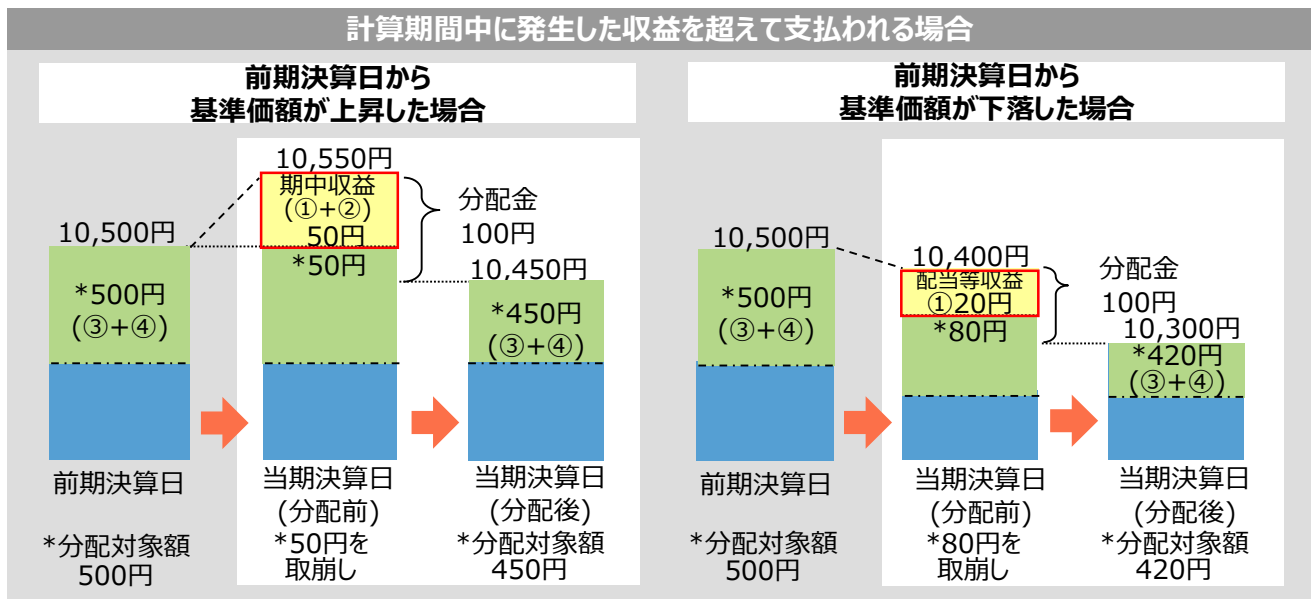 計算期間中に発生した収益を超えて支払われる場合
前期決算日から
基準価額が上昇した場合
10,550円
期中収益
(①+②)
50円
*50円
分配金
100円
10,500円
*500円
(③+④)
10,450円
*450円
(③+④)
前期決算日
当期決算日
(分配前)
当期決算日
(分配後)
*分配対象額
500円
*50円を
取崩し
*分配対象額
450円
前期決算日から
基準価額が下落した場合
10,500円
*500円
(③+④)
10,400円
配当等収益
①20円
*80円
分配金
100円
10,300円
*420円
(③+④)
前期決算日
当期決算日
(分配前)
当期決算日
(分配後)
*分配対象額
500円
*80円を
取崩し
*分配対象額
420円